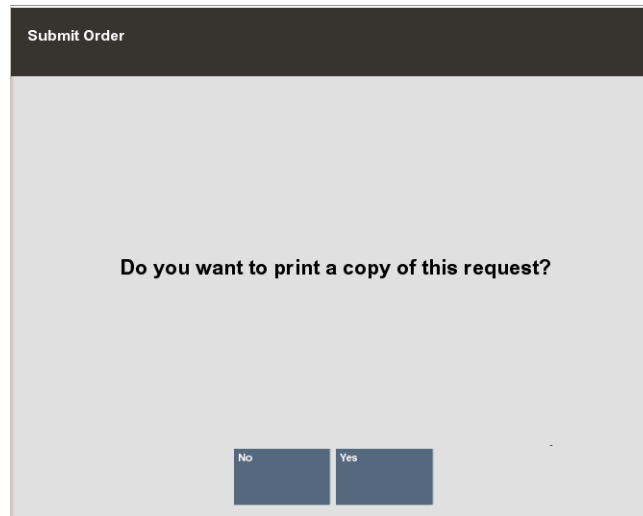 Submit Order
Do you want to print a copy of this request?
No
Yes